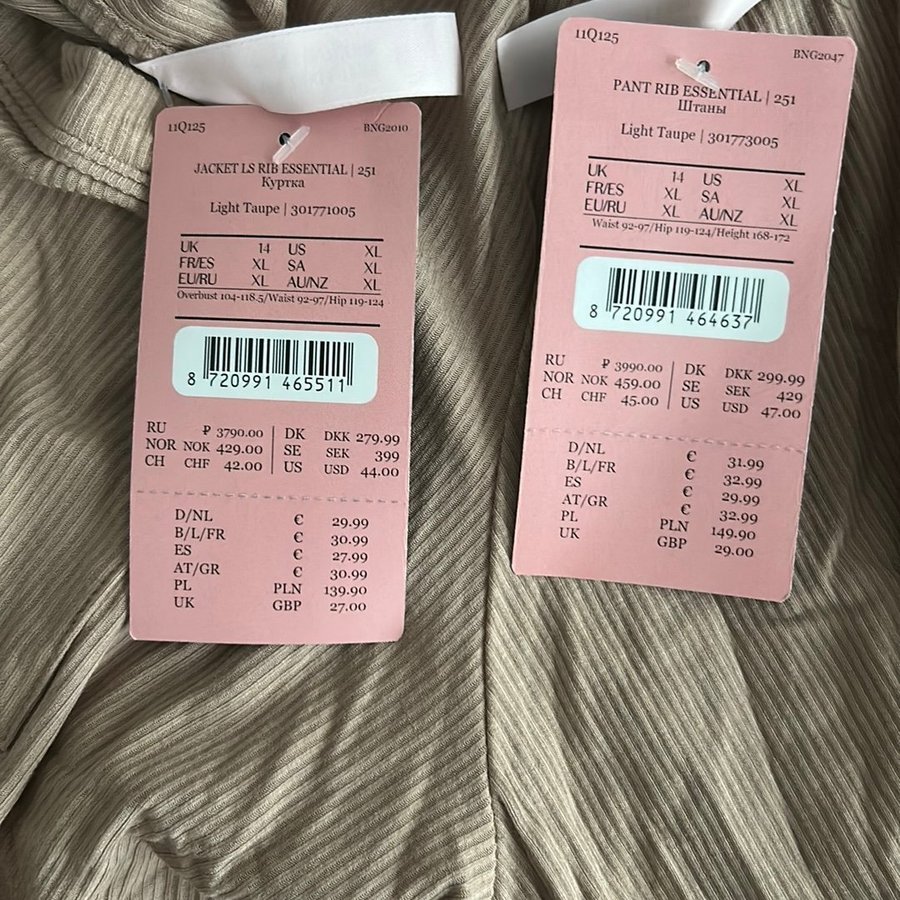 11Q125 BNG2010
JACKET LS RIB ESSENTIAL | 251
Куртка
Light Taupe | 301771005
UK 14 US XL
FR/ES XL SA XL
EU/RU XL AU/NZ XL
Overbust 104-118.5/Waist 92-97/Hip 119-124
8 720991 465511
RU ₽ 3790.00 DK DKK 279.99
NOR NOK 429.00 SE SEK 399
CH CHF 42.00 US USD 44.00
D/NL € 29.99
B/L/FR € 30.99
ES € 27.99
AT/GR € 30.99
PL PLN 139.90
UK GBP 27.00
11Q125 BNG2047
PANT RIB ESSENTIAL | 251
Штаны
Light Taupe | 301773005
UK 14 US XL
FR/ES XL SA XL
EU/RU XL AU/NZ XL
Waist 92-97/Hip 119-124/Height 168-172
8 720991 464637
RU ₽ 3990.00 DK DKK 299.99
NOR NOK 459.00 SE SEK 429
CH CHF 45.00 US USD 47.00
D/NL € 31.99
B/L/FR € 32.99
ES € 29.99
AT/GR € 32.99
PL PLN 149.90
UK GBP 29.00